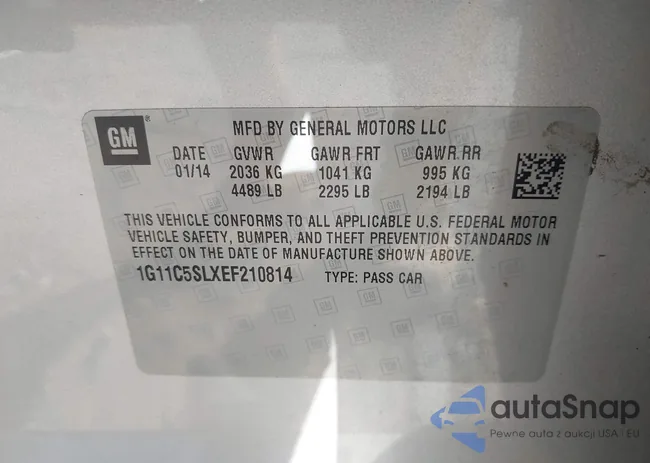 GM
MFD BY GENERAL MOTORS LLC
DATE GVWR GAWR FRT GAWR RR
01/14 2036 KG 1041 KG 995 KG
4489 LB 2295 LB 2194 LB
THIS VEHICLE CONFORMS TO ALL APPLICABLE U.S. FEDERAL MOTOR
VEHICLE SAFETY, BUMPER, AND THEFT PREVENTION STANDARDS IN
EFFECT ON DATE OF MANUFACTURE SHOWN ABOVE.
1G11C5SLXEF210814 TYPE: PASS CAR
autaSnap
Pewne auta z aukcji USA i EU